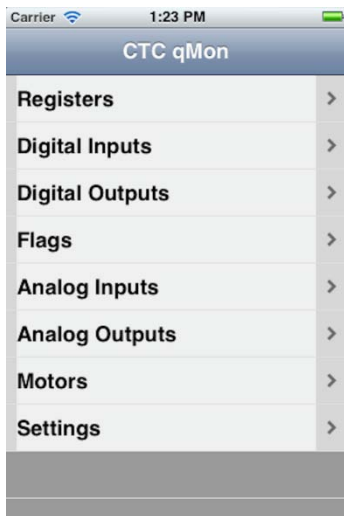 Carrier 1:23 PM
CTC qMon
Registers
Digital Inputs
Digital Outputs
Flags
Analog Inputs
Analog Outputs
Motors
Settings